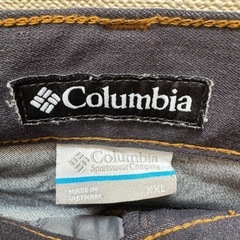 Columbia
Columbia
Sportswear Company
MADE IN
VIETNAM
XXL